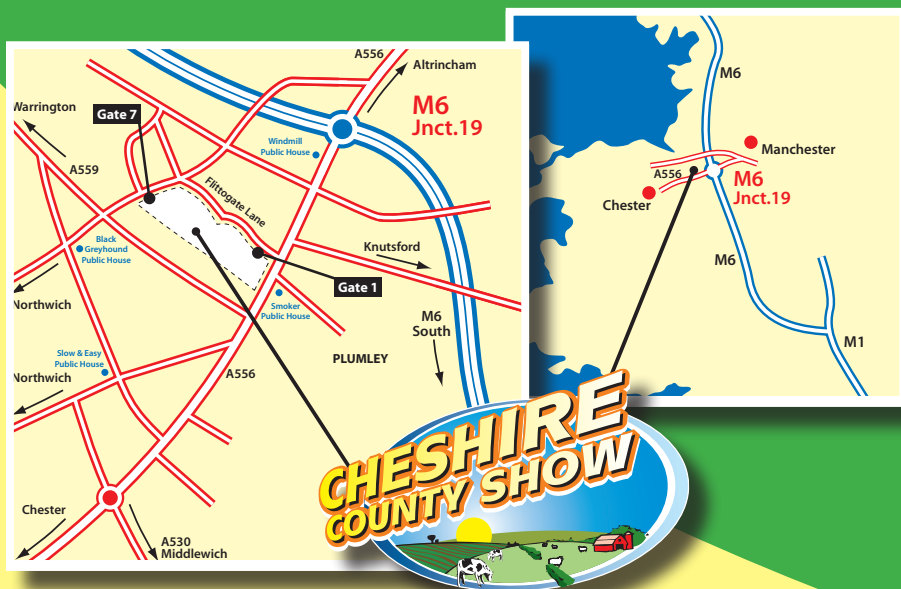 A556
Altrincham
M6
Jnct.19
Warrington
Gate 7
Windmill
Public House
A559
Flittogate Lane
Black
Greyhound
Public House
Knutsford
Gate 1
Northwich
Smoker
Public House
M6
South
Slow & Easy
Public House
PLUMLEY
Northwich
A556
Chester
A530
Middlewich
M6
Manchester
A556
M6
Jnct.19
Chester
M6
M1
CHESHIRE
COUNTY SHOW